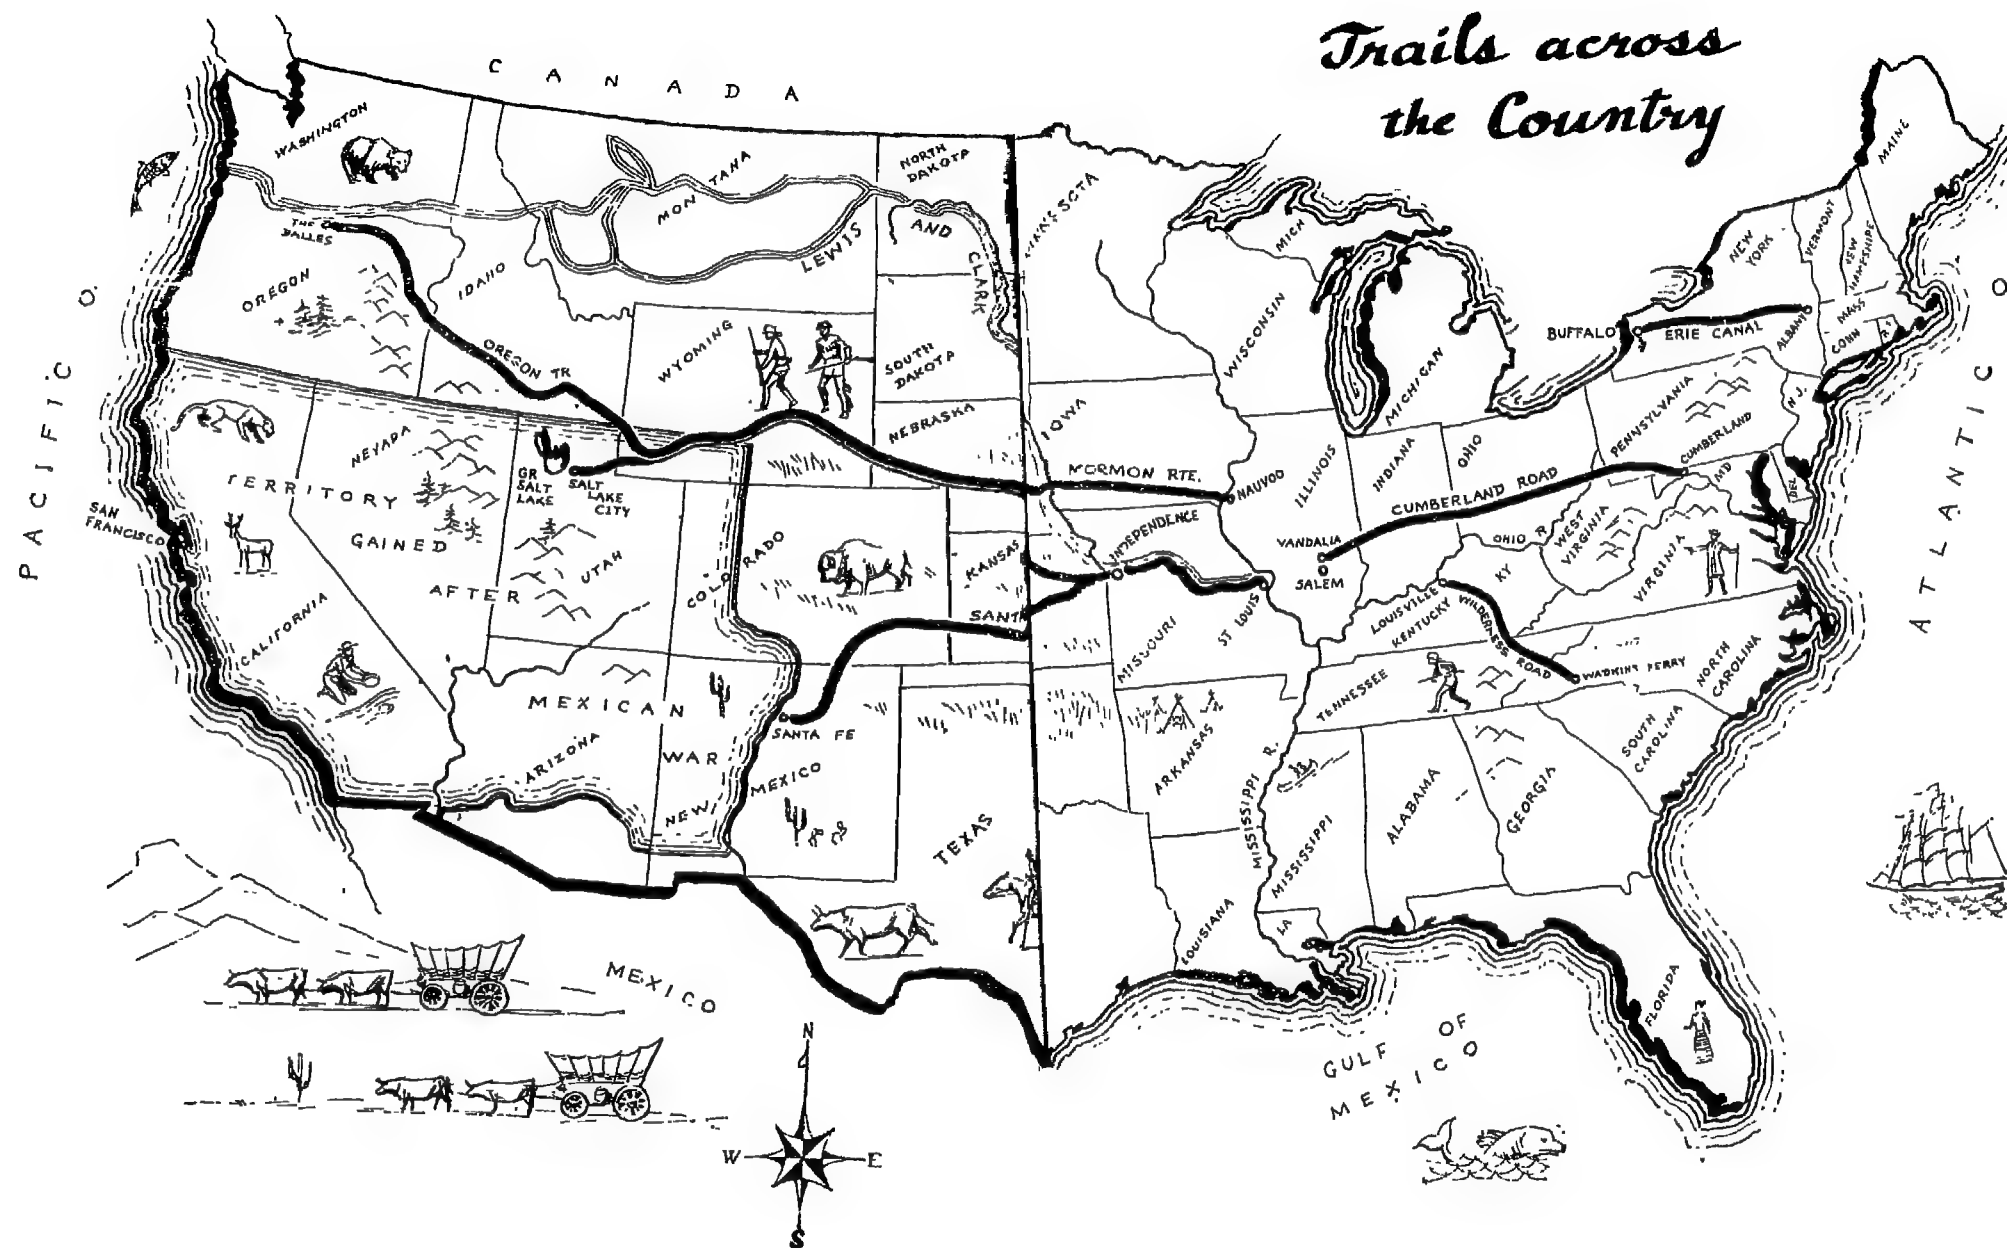 Trails across
the Country
C A N A D A
WASHINGTON
MONTAHA
NORTH
DAKOTA
LEWIS
AND
CLARK
MAINE
VERMONT
NEW
HAMESHIRE
NEW
YORK
MASS
CONN
R.I.
THE
DALLES
OREGON
IDAHO
OREGON TR
WYOMING
SOUTH
DAKOTA
NEBRASKA
MICH
WISCONSIN
MICHIGAN
BUFFALO
ERIE CANAL
ALBANY
PENNSYLVANIA
N J.
IOWA
MORMON RTE.
NAUVOO
ILLINOIS
INDIANA
OHIO
CUMBERLAND ROAD
CUMBERLAND
MD
DEL
PACIFIC O.
ATLANTIC O
NEVADA
TERRITORY
GAINED
AFTER
MEXICAN
WAR
GR
SALT
LAKE
SALT
LAKE
CITY
UTAH
SAN
FRANCISCO
CALIFORNIA
COLORADO
KANSAS
SANTA
INDEPENDENCE
MISSOURI
ST LOUIS
VANDALIA
SALEM
OHIO R
WEST
VIRGINIA
VIRGINIA
KY
LOUISVILLE
KENTUCKY
WILDERNESS ROAD
WADKINS FERRY
NORTH
CAROLINA
TENNESSEE
SOUTH
CAROLINA
ARIZONA
SANTA FE
NEW
MEXICO
TEXAS
ARKANSAS
MISSISSIPPI R.
MISSISSIPPI
ALABAMA
GEORGIA
LOUISIANA
LA
FLORIDA
MEXICO
GULF OF
MEXICO
N
W
E
S